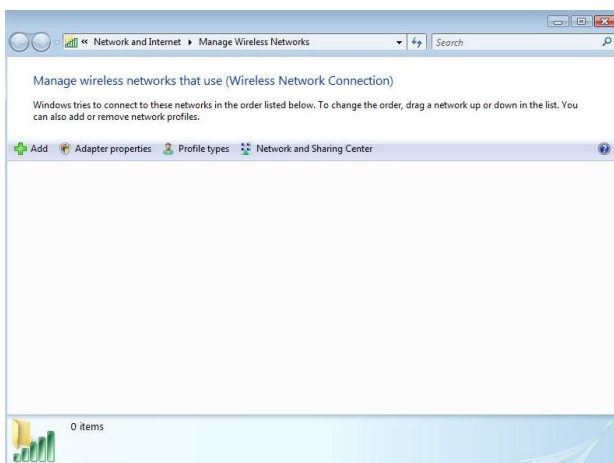 « Network and Internet ▸ Manage Wireless Networks Search
Manage wireless networks that use (Wireless Network Connection)
Windows tries to connect to these networks in the order listed below. To change the order, drag a network up or down in the list. You
can also add or remove network profiles.
Add Adapter properties Profile types Network and Sharing Center
0 items